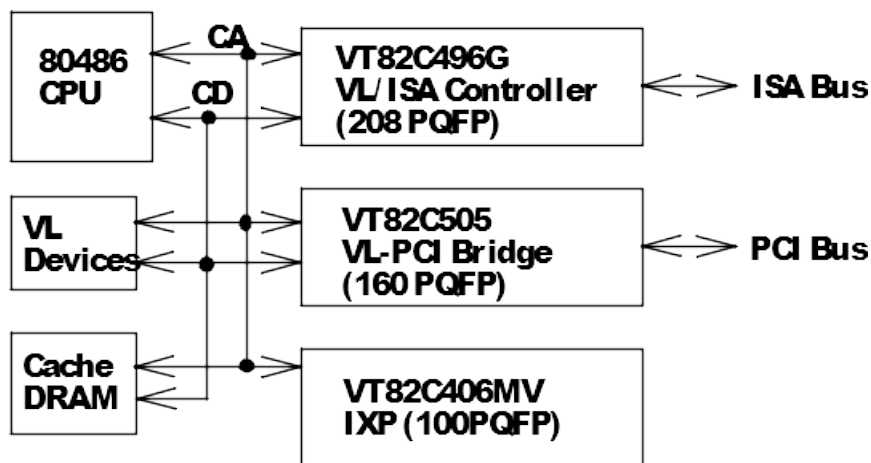 80486
CPU
CA
CD
VT82C496G
VL/ISA Controller
(208 PQFP)
ISA Bus
VL
Devices
VT82C505
VL-PCI Bridge
(160 PQFP)
PCI Bus
Cache
DRAM
VT82C406MV
IXP (100PQFP)